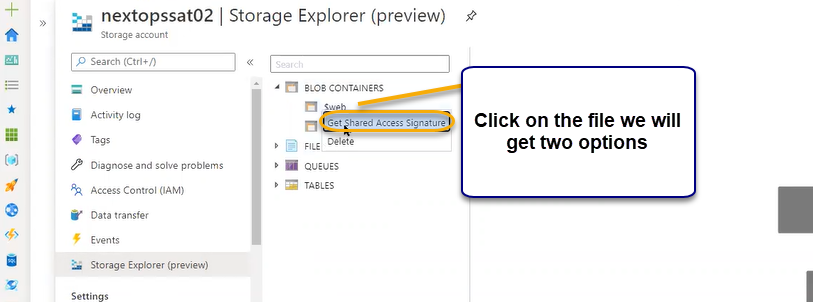 nextopssat02 | Storage Explorer (preview)
Storage account
Search (Ctrl+/)
Overview
Activity log
Tags
Diagnose and solve problems
Access Control (IAM)
Data transfer
Events
Storage Explorer (preview)
Settings
Search
BLOB CONTAINERS
$web
Get Shared Access Signature
Delete
FILE
QUEUES
TABLES
Click on the file we will
get two options